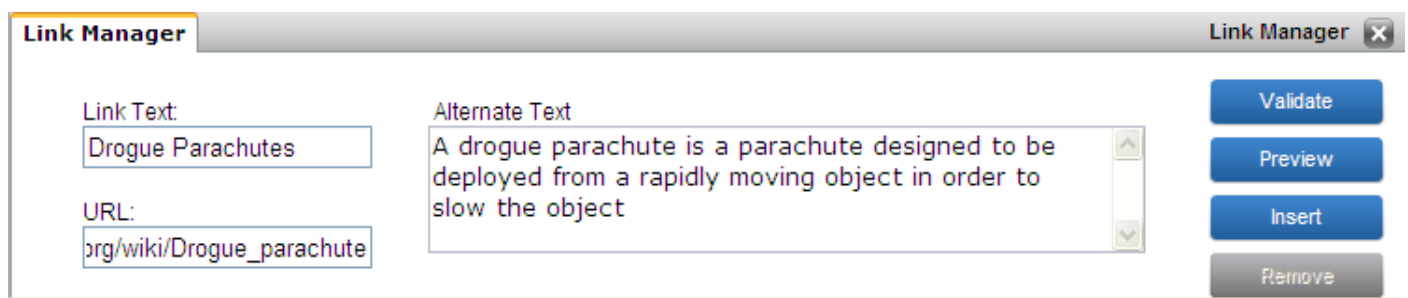 Link Manager
Link Manager
Link Text:
Drogue Parachutes
Alternate Text
A drogue parachute is a parachute designed to be
deployed from a rapidly moving object in order to
slow the object
URL:
org/wiki/Drogue_parachute
Validate
Preview
Insert
Remove